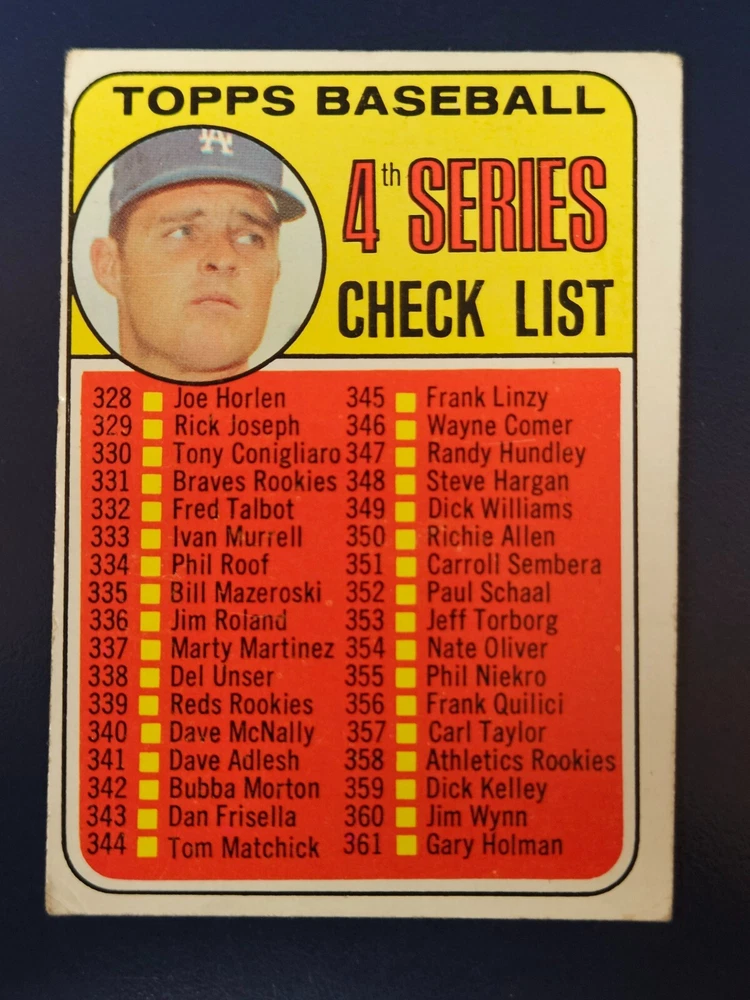 TOPPS BASEBALL
LA
4th SERIES
CHECK LIST
328 Joe Horlen
329 Rick Joseph
330 Tony Conigliaro
331 Braves Rookies
332 Fred Talbot
333 Ivan Murrell
334 Phil Roof
335 Bill Mazeroski
336 Jim Roland
337 Marty Martinez
338 Del Unser
339 Reds Rookies
340 Dave McNally
341 Dave Adlesh
342 Bubba Morton
343 Dan Frisella
344 Tom Matchick
345 Frank Linzy
346 Wayne Comer
347 Randy Hundley
348 Steve Hargan
349 Dick Williams
350 Richie Allen
351 Carroll Sembera
352 Paul Schaal
353 Jeff Torborg
354 Nate Oliver
355 Phil Niekro
356 Frank Quilici
357 Carl Taylor
358 Athletics Rookies
359 Dick Kelley
360 Jim Wynn
361 Gary Holman